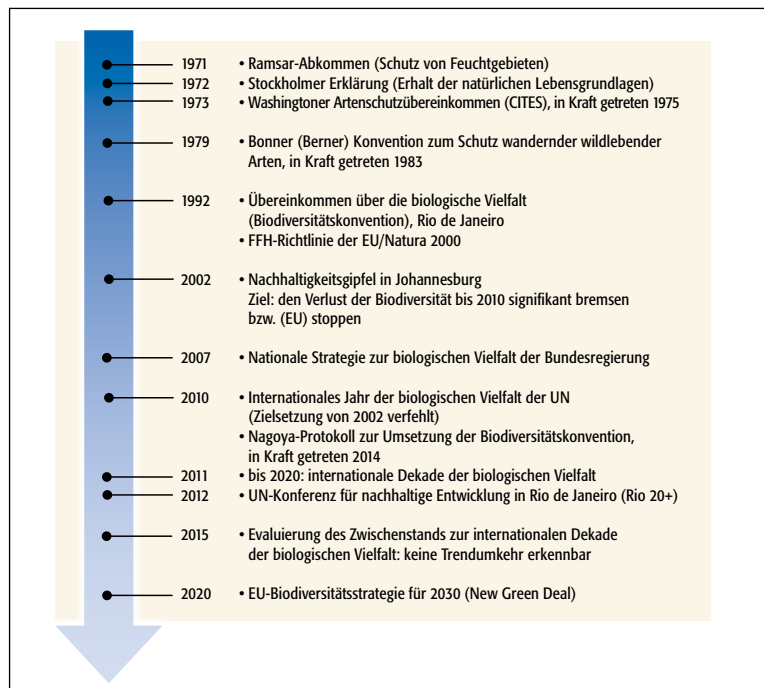 1971 • Ramsar-Abkommen (Schutz von Feuchtgebieten)
1972 • Stockholmer Erklärung (Erhalt der natürlichen Lebensgrundlagen)
1973 • Washingtoner Artenschutzübereinkommen (CITES), in Kraft getreten 1975
1979 • Bonner (Berner) Konvention zum Schutz wandernder wildlebender
Arten, in Kraft getreten 1983
1992 • Übereinkommen über die biologische Vielfalt
(Biodiversitätskonvention), Rio de Janeiro
• FFH-Richtlinie der EU/Natura 2000
2002 • Nachhaltigkeitsgipfel in Johannesburg
Ziel: den Verlust der Biodiversität bis 2010 signifikant bremsen
bzw. (EU) stoppen
2007 • Nationale Strategie zur biologischen Vielfalt der Bundesregierung
2010 • Internationales Jahr der biologischen Vielfalt der UN
(Zielsetzung von 2002 verfehlt)
• Nagoya-Protokoll zur Umsetzung der Biodiversitätskonvention,
in Kraft getreten 2014
2011 • bis 2020: internationale Dekade der biologischen Vielfalt
2012 • UN-Konferenz für nachhaltige Entwicklung in Rio de Janeiro (Rio 20+)
2015 • Evaluierung des Zwischenstands zur internationalen Dekade
der biologischen Vielfalt: keine Trendumkehr erkennbar
2020 • EU-Biodiversitätsstrategie für 2030 (New Green Deal)